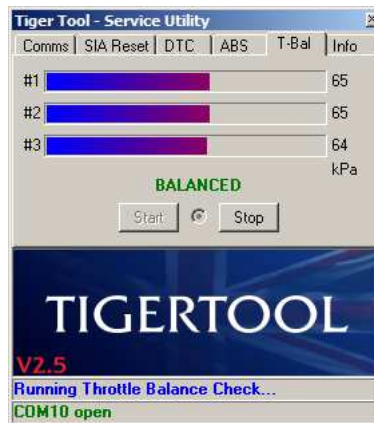 Tiger Tool - Service Utility
Comms SIA Reset DTC ABS T-Bal Info
#1 65
#2 65
#3 64
kPa
BALANCED
Start Stop
TIGERTOOL
V2.5
Running Throttle Balance Check...
COM10 open